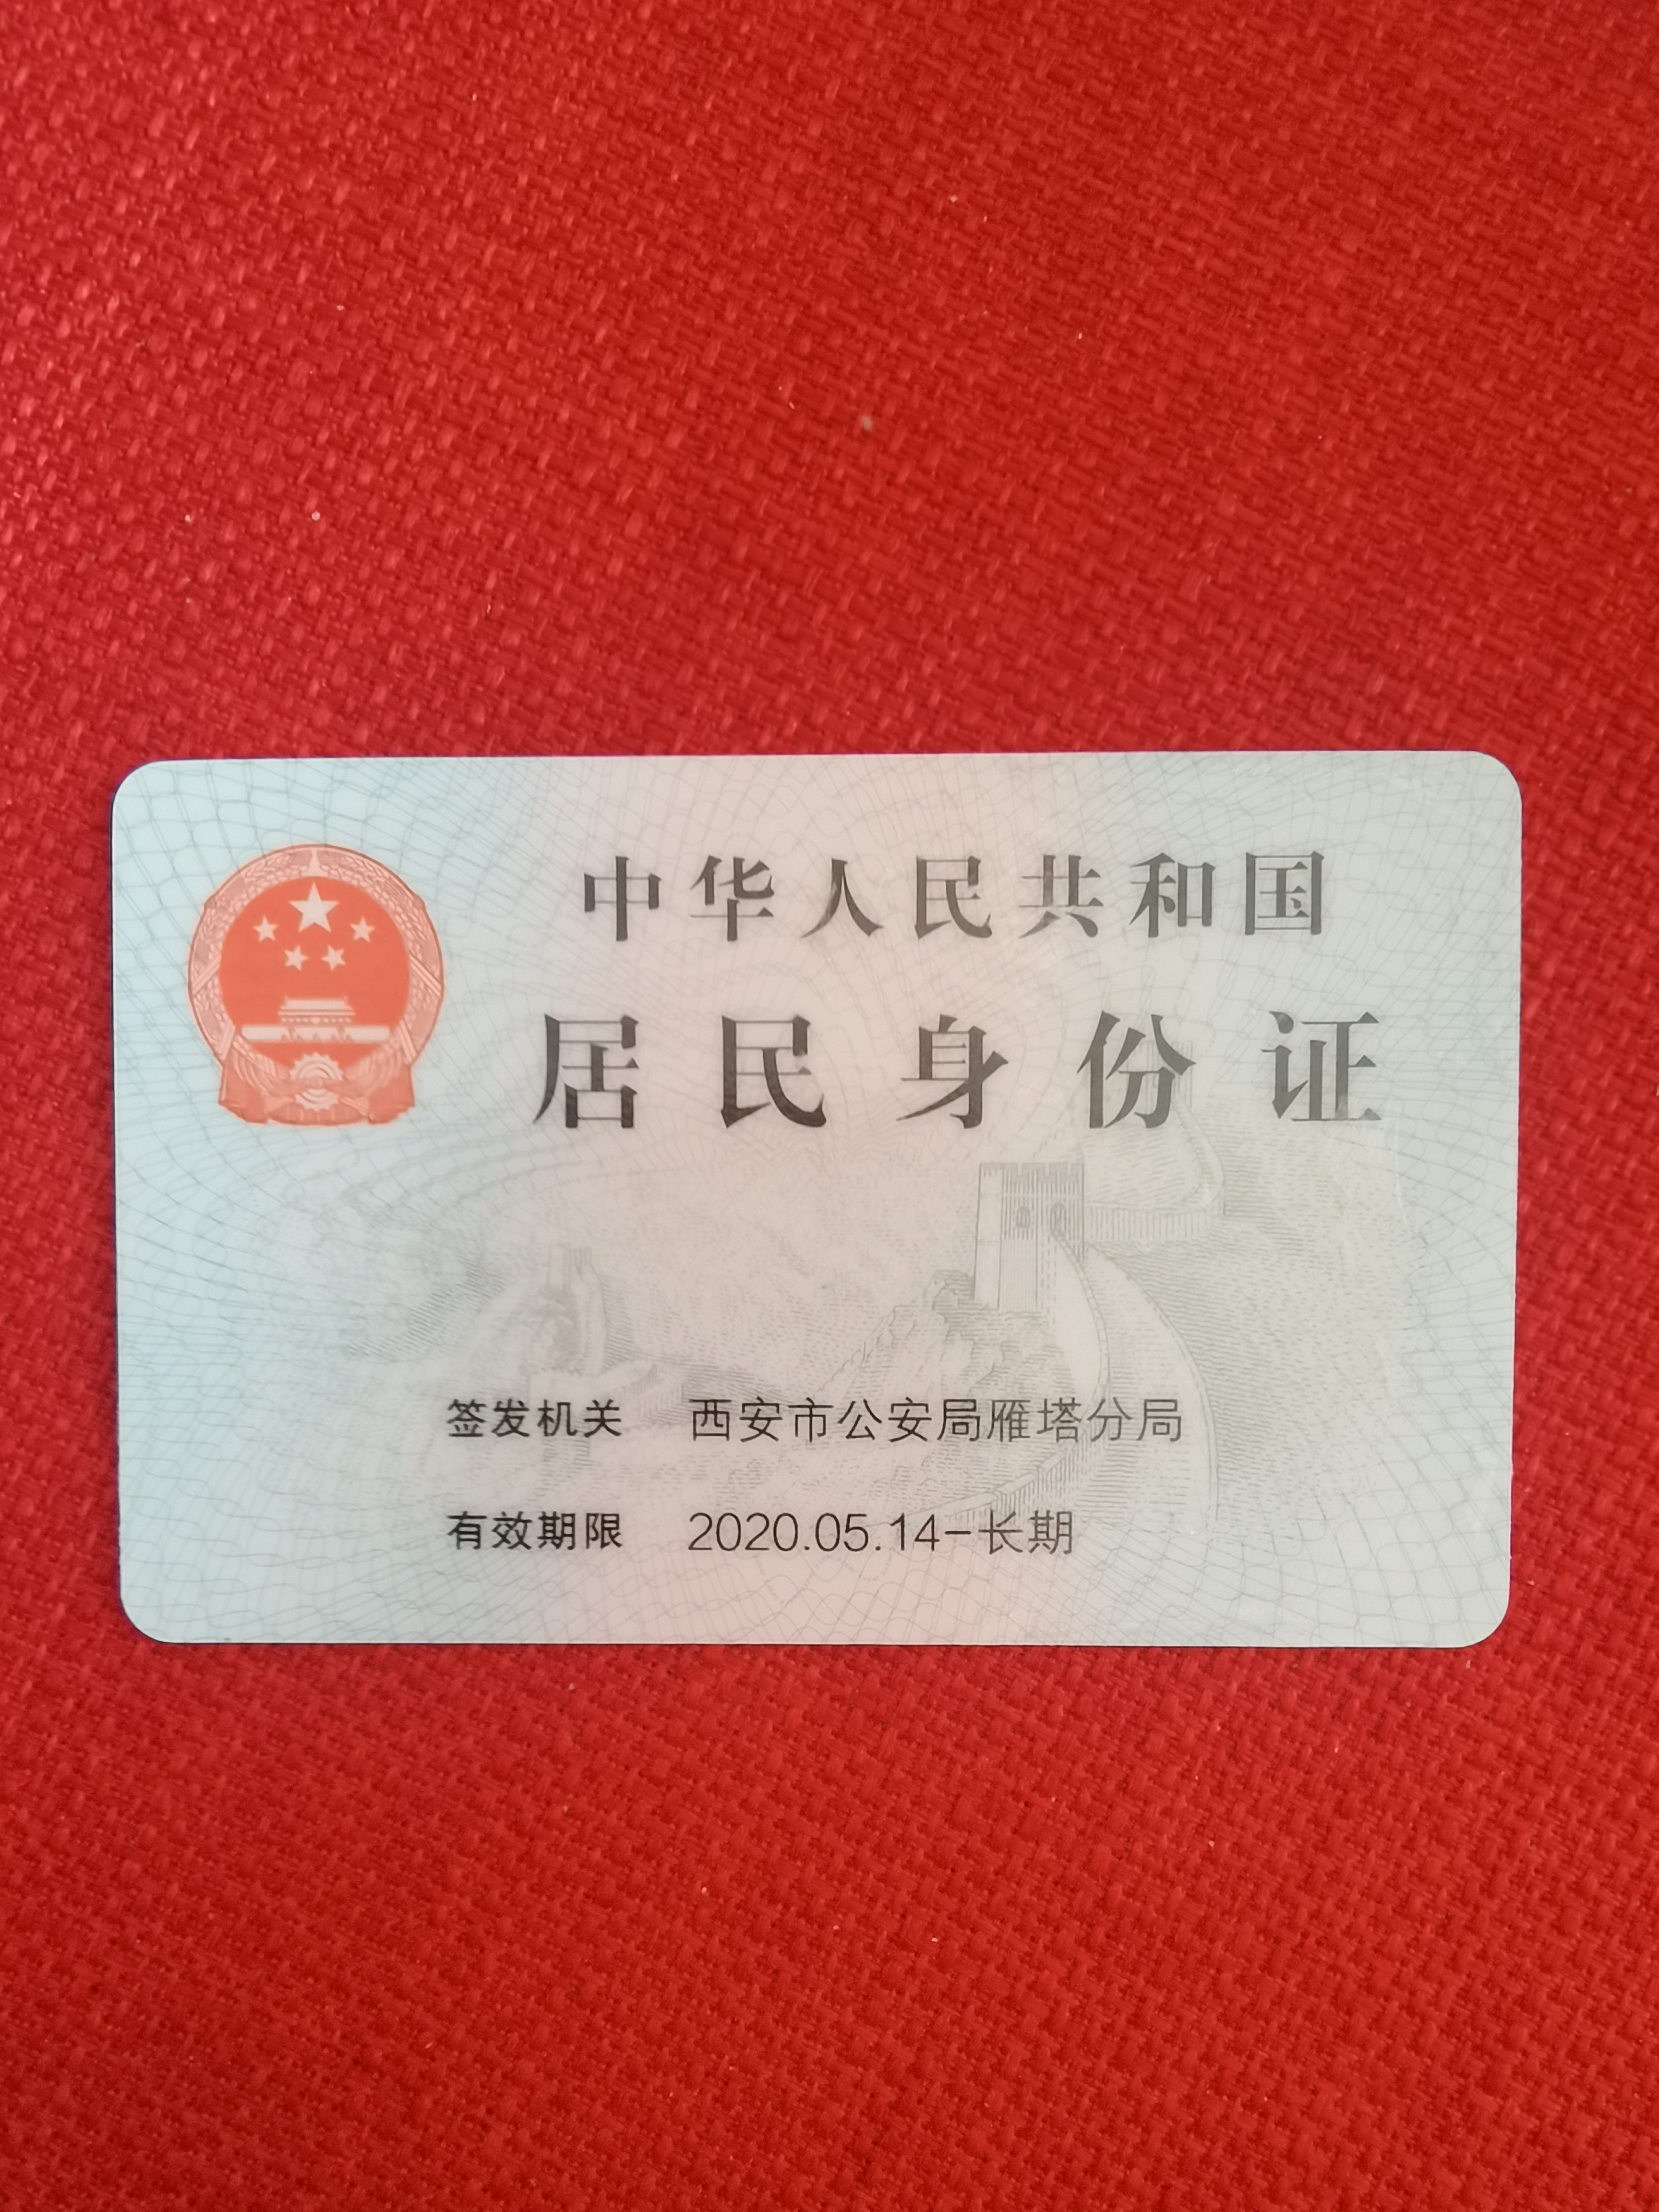 中华人民共和国
居民身份证
签发机关 西安市公安局雁塔分局
有效期限 2020.05.14-长期